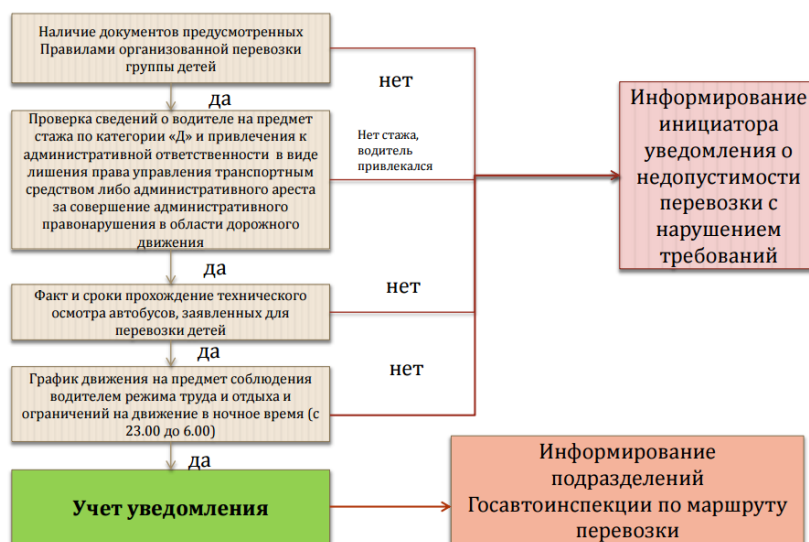 Наличие документов предусмотренных
Правилами организованной перевозки
группы детей
нет
да
Проверка сведений о водителе на предмет
стажа по категории «Д» и привлечения к
административной ответственности в виде
лишения права управления транспортным
средством либо административного ареста
за совершение административного
правонарушения в области дорожного
движения
Нет стажа,
водитель
привлекался
Информирование
инициатора
уведомления о
недопустимости
перевозки с
нарушением
требований
да
Факт и сроки прохождение технического
осмотра автобусов, заявленных для
перевозки детей
нет
да
График движения на предмет соблюдения
водителем режима труда и отдыха и
ограничений на движение в ночное время (с
23.00 до 6.00)
нет
да
Учет уведомления
Информирование
подразделений
Госавтоинспекции по маршруту
перевозки